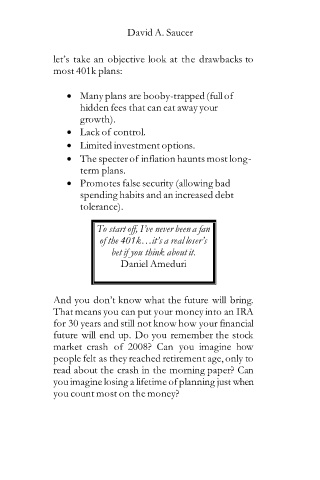 David A. Saucer
let's take an objective look at the drawbacks to
most 401k plans:
• Many plans are booby-trapped (full of
hidden fees that can eat away your
growth).
• Lack of control.
• Limited investment options.
• The specter of inflation haunts most long-
term plans.
• Promotes false security (allowing bad
spending habits and an increased debt
tolerance).
To start off, I've never been a fan
of the 401k…it's a real loser's
bet if you think about it.
Daniel Ameduri
And you don't know what the future will bring.
That means you can put your money into an IRA
for 30 years and still not know how your financial
future will end up. Do you remember the stock
market crash of 2008? Can you imagine how
people felt as they reached retirement age, only to
read about the crash in the morning paper? Can
you imagine losing a lifetime of planning just when
you count most on the money?